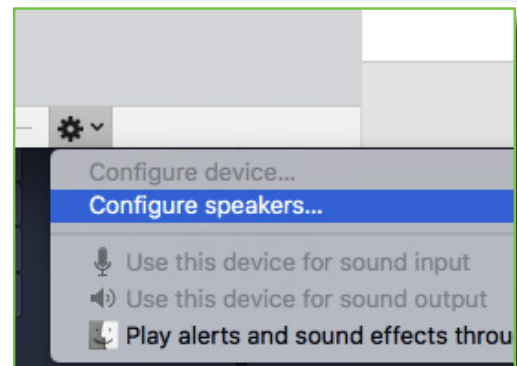 Configure device...
Configure speakers...
Use this device for sound input
Use this device for sound output
Play alerts and sound effects